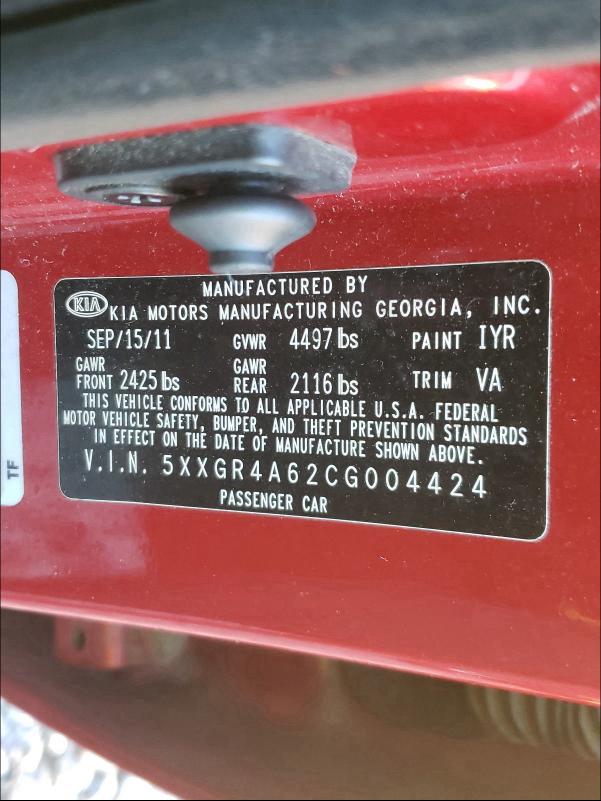 MANUFACTURED BY
KIA KIA MOTORS MANUFACTURING GEORGIA, INC.
SEP/15/11 GVWR 4497 lbs PAINT IYR
GAWR FRONT 2425 lbs GAWR REAR 2116 lbs TRIM VA
THIS VEHICLE CONFORMS TO ALL APPLICABLE U.S.A. FEDERAL
MOTOR VEHICLE SAFETY, BUMPER, AND THEFT PREVENTION STANDARDS
IN EFFECT ON THE DATE OF MANUFACTURE SHOWN ABOVE.
V.I.N. 5XXGR4A62CG004424
PASSENGER CAR
TF